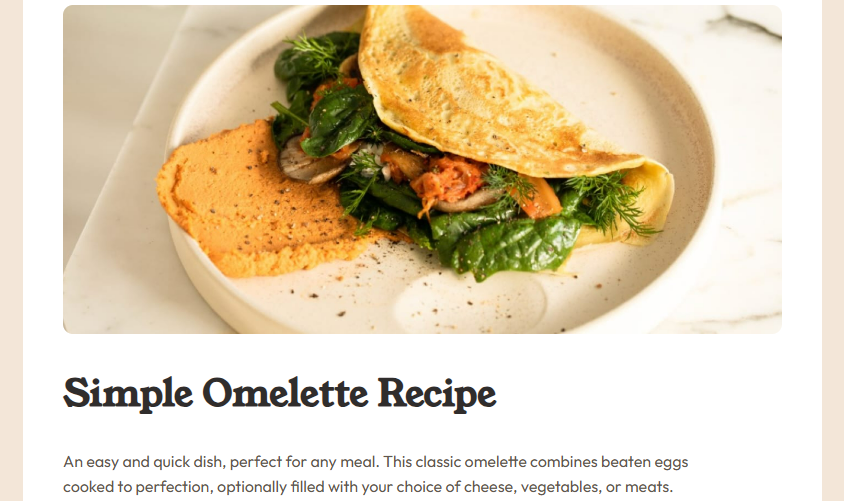 Simple Omelette Recipe
An easy and quick dish, perfect for any meal. This classic omelette combines beaten eggs
cooked to perfection, optionally filled with your choice of cheese, vegetables, or meats.